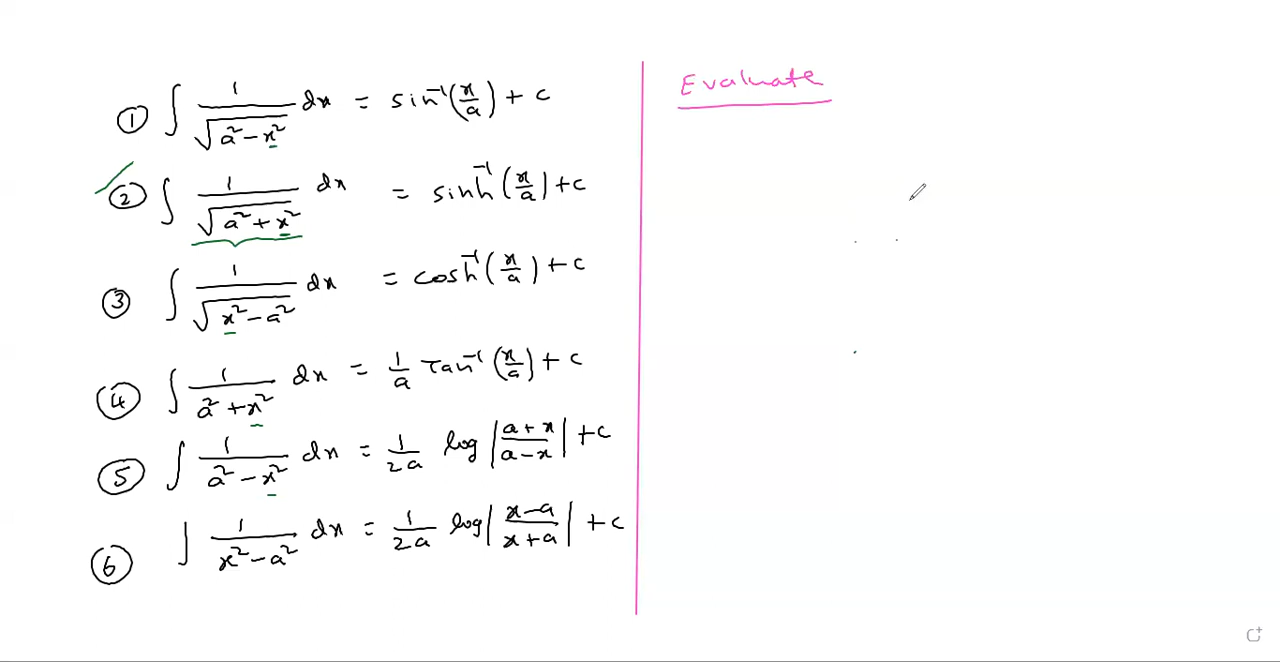 ① ∫ 1/√(a² − x²) dx = sin⁻¹(x/a) + c
② ∫ 1/√(a² + x²) dx = sinh⁻¹(x/a) + c
③ ∫ 1/√(x² − a²) dx = cosh⁻¹(x/a) + c
④ ∫ 1/(a² + x²) dx = 1/a Tan⁻¹(x/a) + c
⑤ ∫ 1/(a² − x²) dx = 1/2a log |(a + x)/(a − x)| + c
⑥ ∫ 1/(x² − a²) dx = 1/2a log |(x − a)/(x + a)| + c
Evaluate